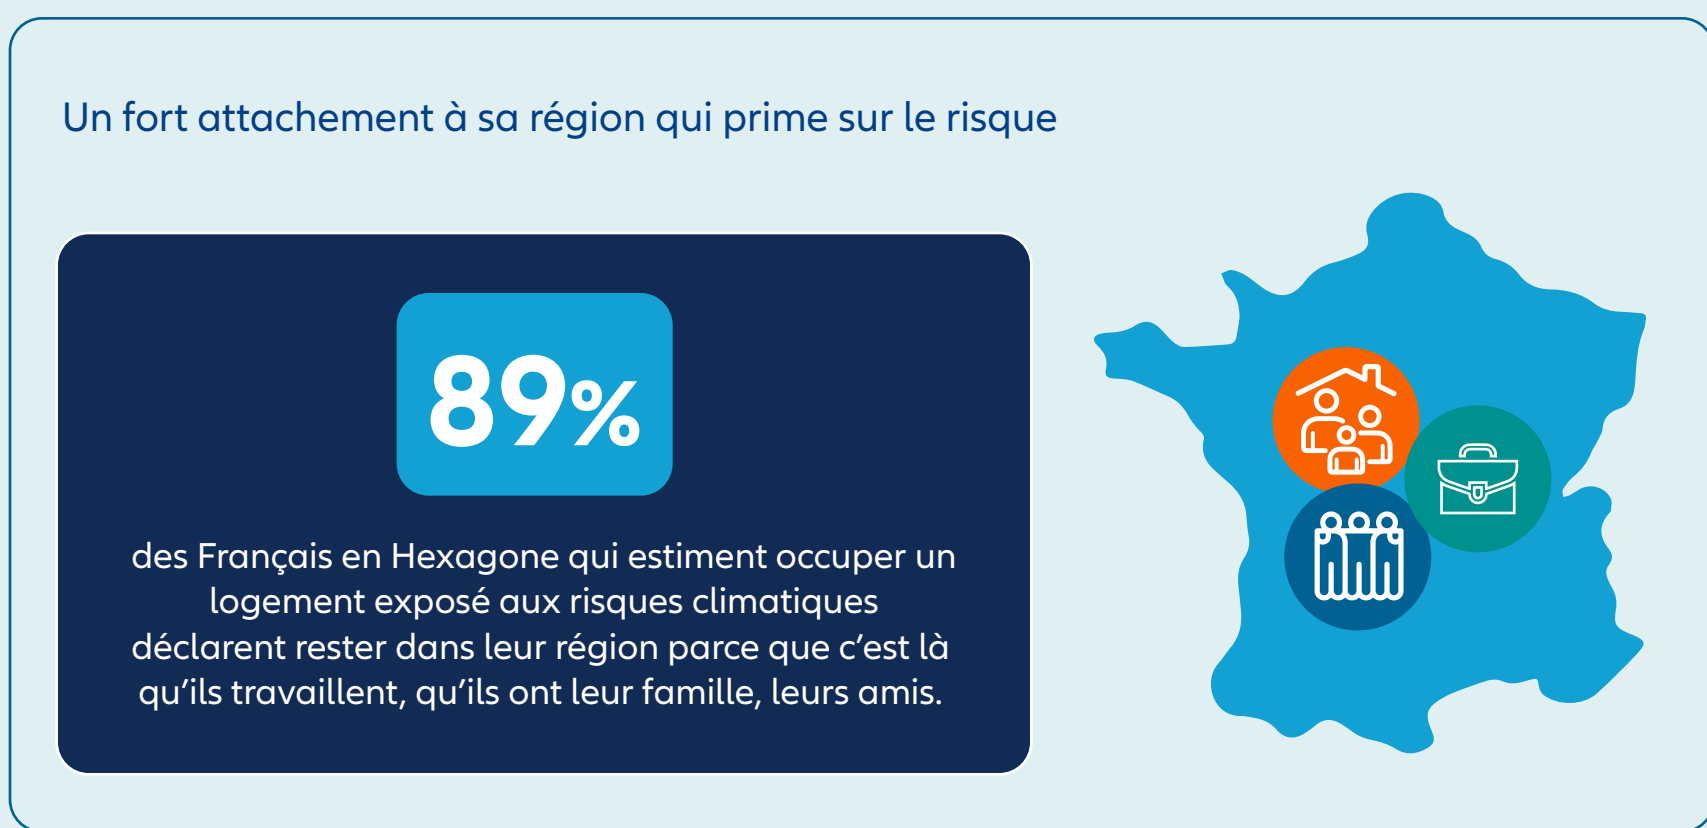 Un fort attachement à sa région qui prime sur le risque
89%
des Français en Hexagone qui estiment occuper un
logement exposé aux risques climatiques
déclarent rester dans leur région parce que c’est là
qu’ils travaillent, qu’ils ont leur famille, leurs amis.